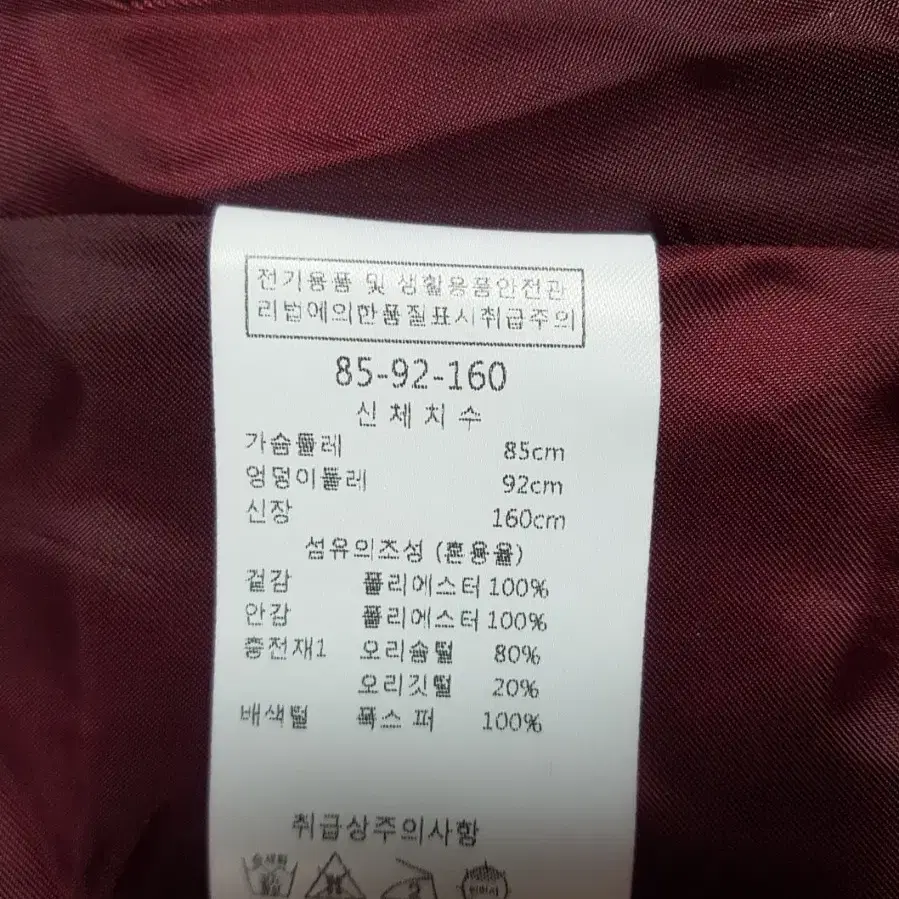 전기용품 및 생활용품안전관
리법에의한품질표시취급주의
85-92-160
신체치수
가슴둘레 85cm
엉덩이둘레 92cm
신장 160cm
섬유의조성 (혼용율)
겉감 폴리에스터 100%
안감 폴리에스터 100%
충전재1 오리솜털 80%
오리깃털 20%
배색털 폭스 퍼 100%
취급상주의사항